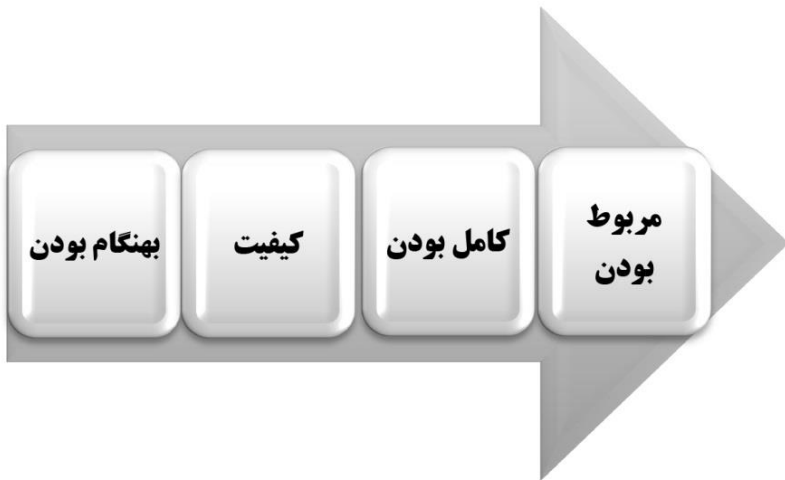 مربوط
بودن
کامل بودن
کیفیت
بهنگام بودن